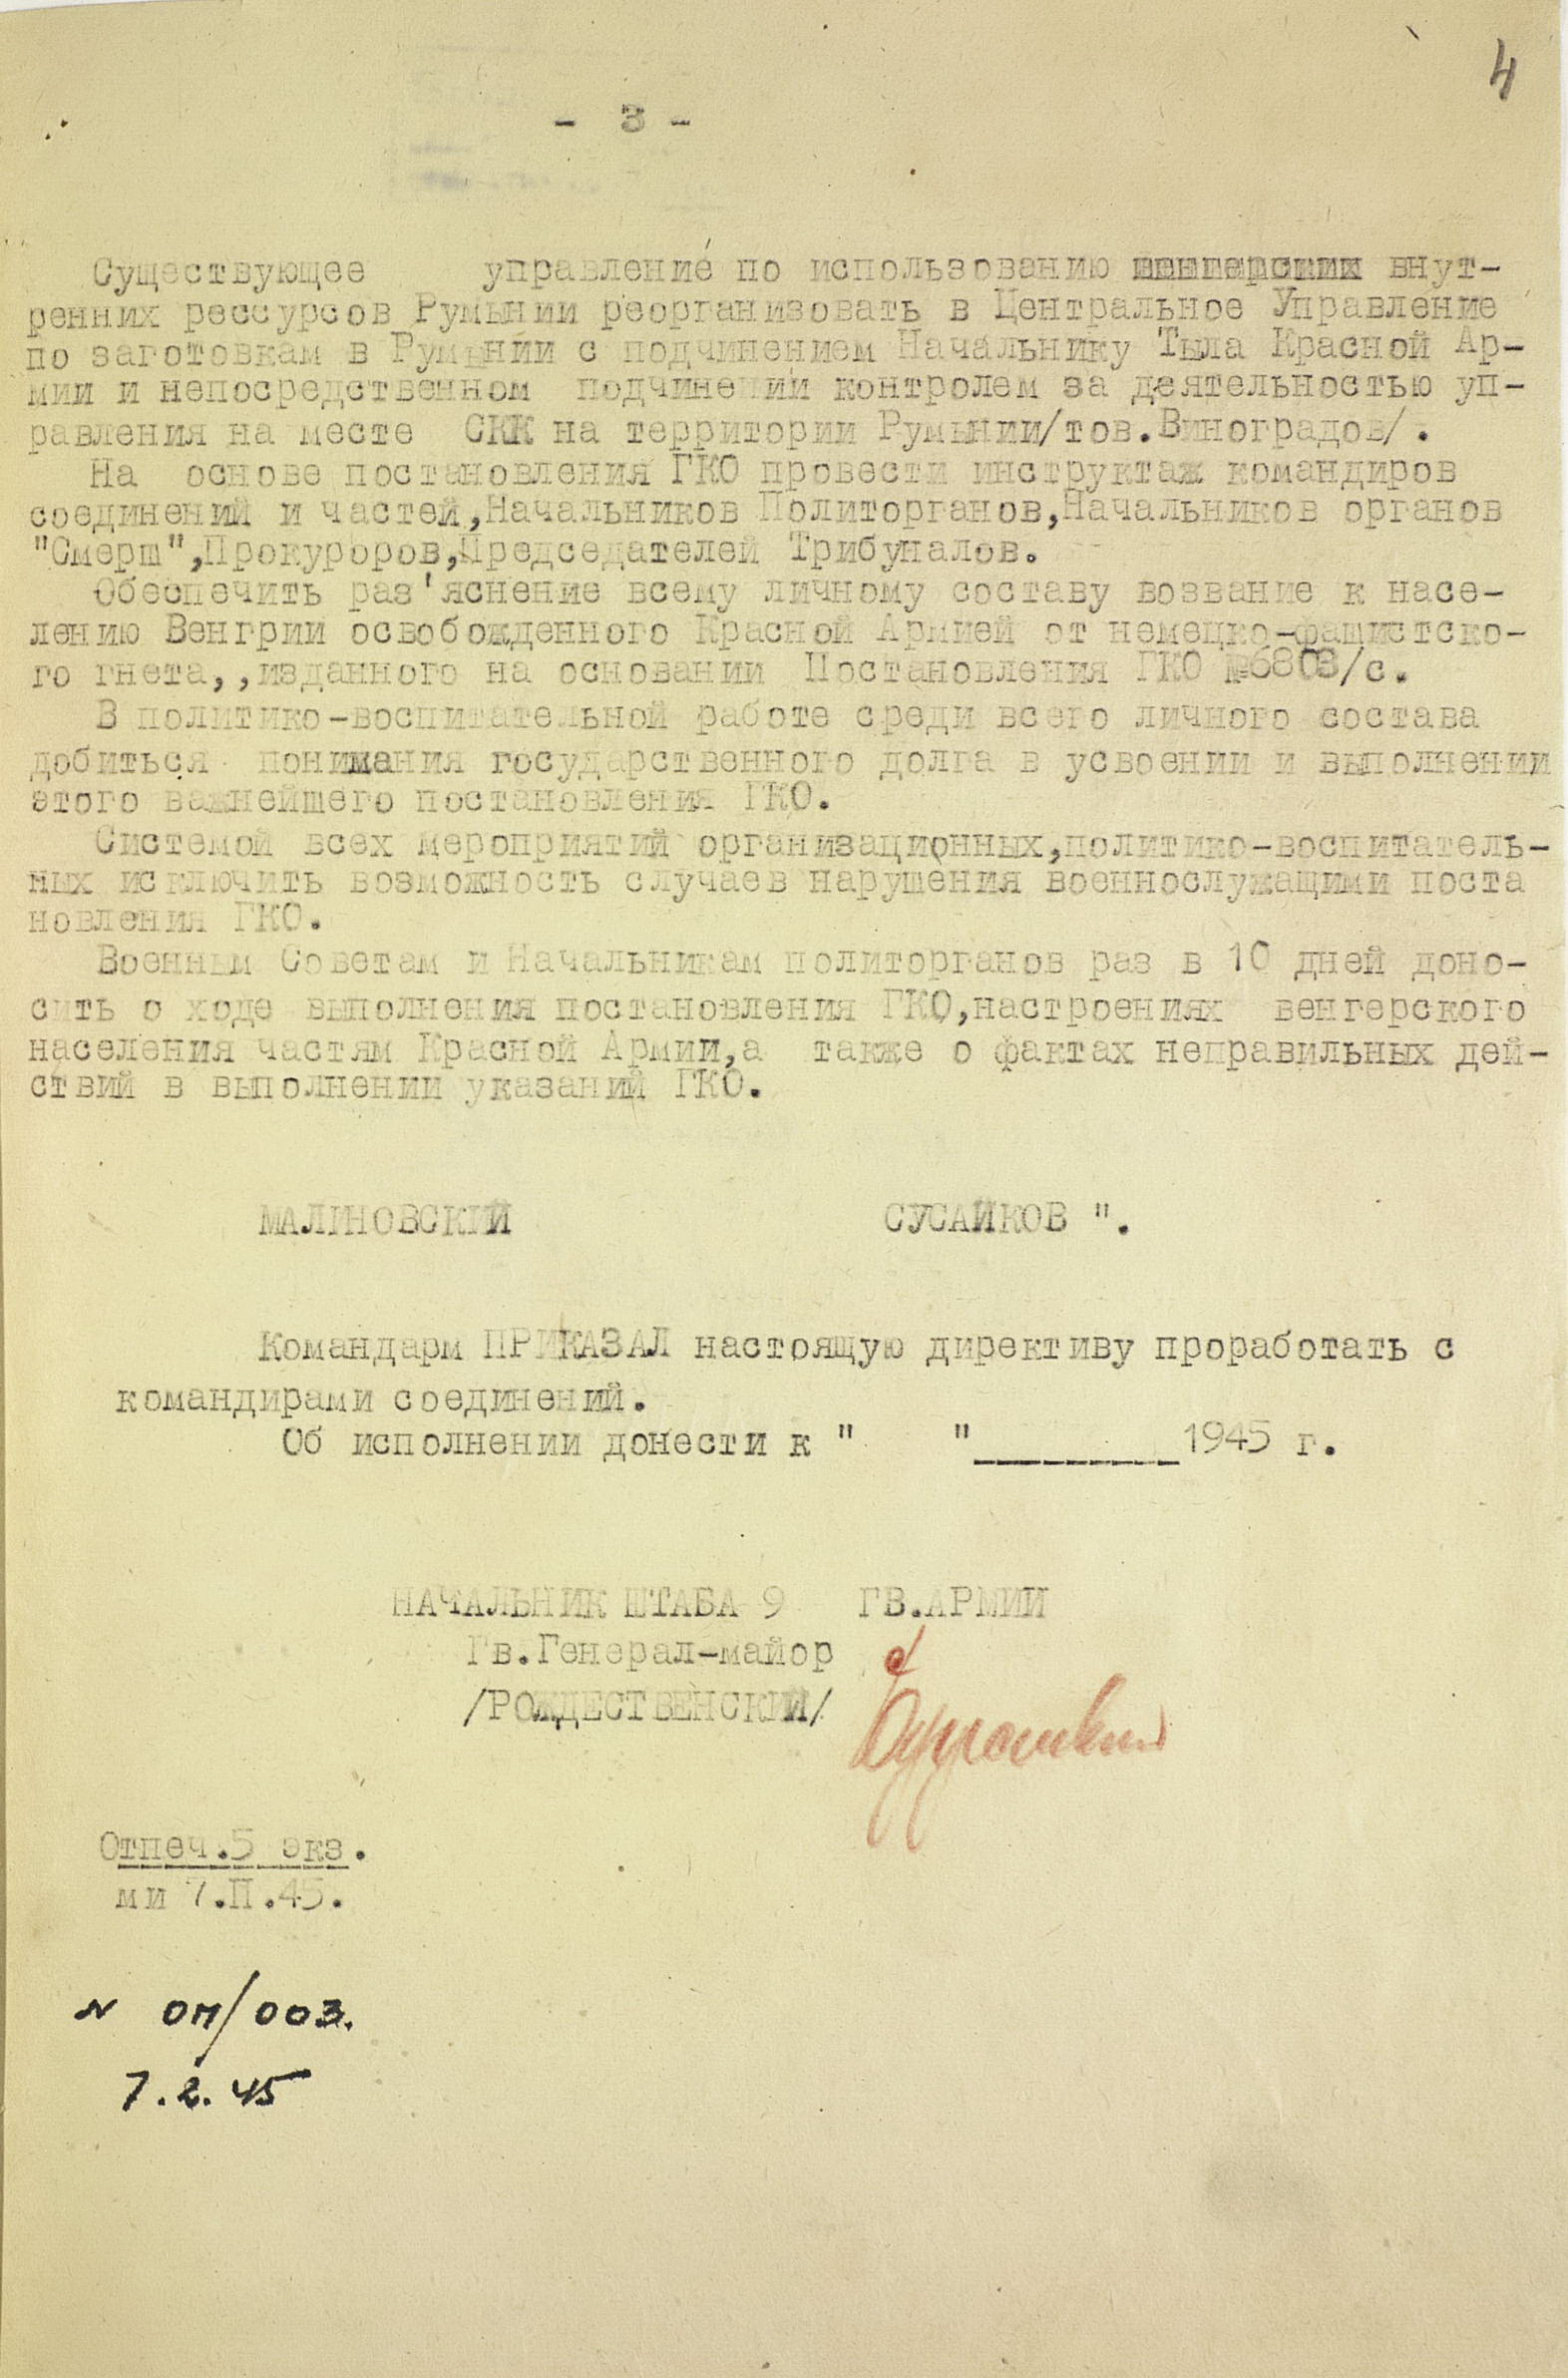 4
- 3 -
Существующее управление по использованию внут-
ренних рессурсов Румынии реорганизовать в Центральное Управление
по заготовкам в Румынии с подчинением Начальнику Тыла Красной Ар-
мии и непосредственном подчинении контролем за деятельностью уп-
равления на месте СКК на территории Румынии/тов.Виноградов/.
На основе постановления ГКО провести инструктаж командиров
соединений и частей,Начальников Политорганов,Начальников органов
"Смерш",Прокуроров,Председателей Трибуналов.
Обеспечить раз'яснение всему личному составу возвание к насе-
лению Венгрии освобожденного Красной Армией от немецко-фашистско-
го гнета,,изданного на основании Постановления ГКО №6803/с.
В политико-воспитательной работе среди всего личного состава
добиться понимания государственного долга в усвоении и выполнении
этого важнейшего постановления ГКО.
Системой всех мероприятий организационных,политико-воспитатель-
ных исключить возможность случаев нарушения военнослужащими поста
новления ГКО.
Военным Советам и Начальникам политорганов раз в 10 дней доно-
сить о ходе выполнения постановления ГКО,настроениях венгерского
населения частям Красной Армии,а также о фактах неправильных дей-
ствий в выполнении указаний ГКО.
МАЛИНОВСКИЙ СУСАЙКОВ ".
Командарм ПРИКАЗАЛ настоящую директиву проработать с
командирами соединений.
Об исполнении донести к " "_________1945 г.
НАЧАЛЬНИК ШТАБА 9 ГВ.АРМИИ
Гв.Генерал-майор
/РОЖДЕСТВЕНСКИЙ/
Отпеч.5 экз.
ми 7.II.45.
№ оп/003.
7.2.45